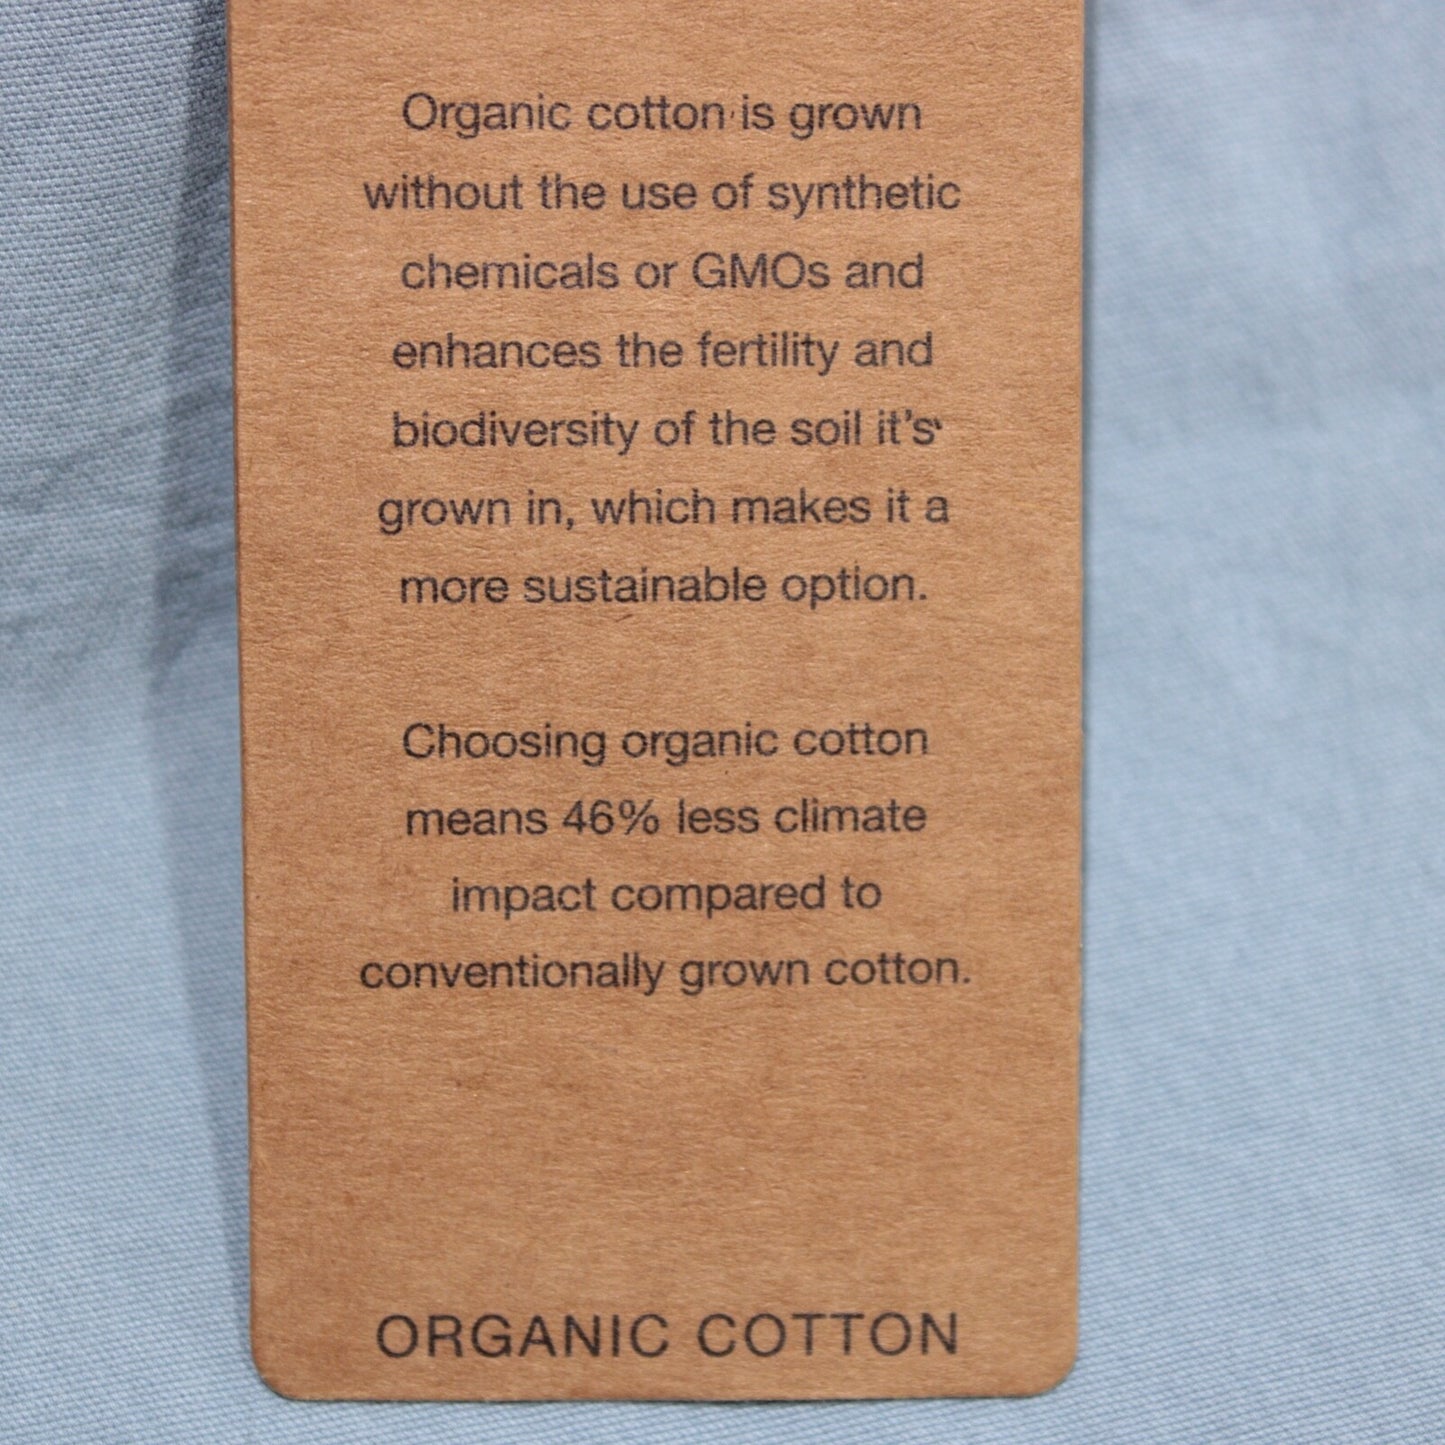 Organic cotton is grown
without the use of synthetic
chemicals or GMOs and
enhances the fertility and
biodiversity of the soil it’s
grown in, which makes it a
more sustainable option.
Choosing organic cotton
means 46% less climate
impact compared to
conventionally grown cotton.
ORGANIC COTTON